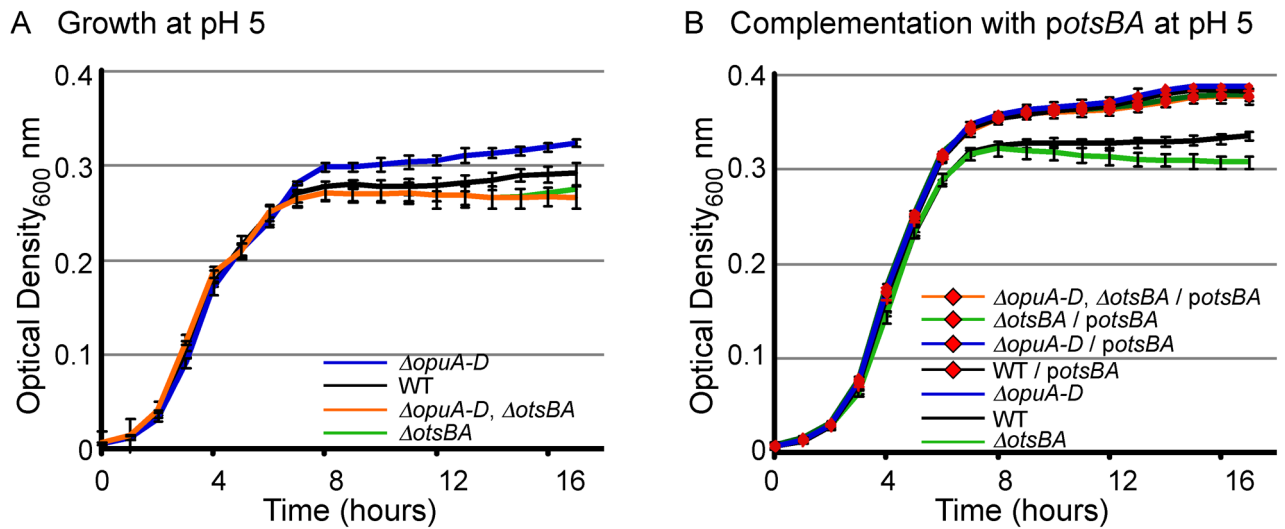 A Growth at pH 5
Optical Density600 nm
0.4
0.3
0.2
0.1
0
0 4 8 12 16
Time (hours)
ΔopuA-D
WT
ΔopuA-D, ΔotsBA
ΔotsBA
B Complementation with potsBA at pH 5
Optical Density600 nm
0.4
0.3
0.2
0.1
0
0 4 8 12 16
Time (hours)
ΔopuA-D, ΔotsBA / potsBA
ΔotsBA / potsBA
ΔopuA-D / potsBA
WT / potsBA
ΔopuA-D
WT
ΔotsBA